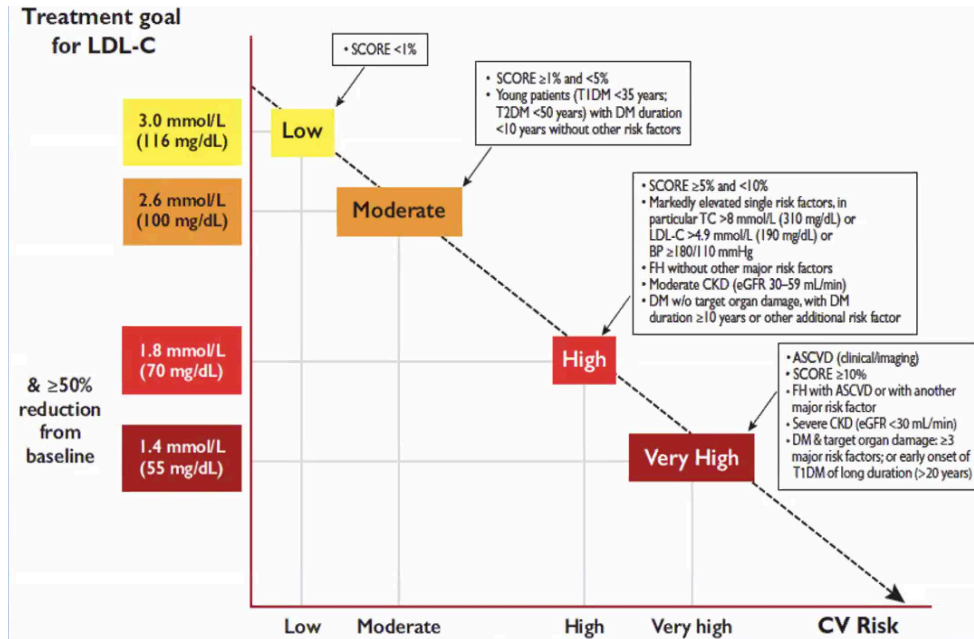 Treatment goal
for LDL-C
• SCORE <1%
• SCORE ≥1% and <5%
• Young patients (T1DM <35 years;
T2DM <50 years) with DM duration
<10 years without other risk factors
3.0 mmol/L
(116 mg/dL)
Low
2.6 mmol/L
(100 mg/dL)
Moderate
• SCORE ≥5% and <10%
• Markedly elevated single risk factors, in
particular TC >8 mmol/L (310 mg/dL) or
LDL-C >4.9 mmol/L (190 mg/dL) or
BP ≥180/110 mmHg
• FH without other major risk factors
• Moderate CKD (eGFR 30–59 mL/min)
• DM w/o target organ damage, with DM
duration ≥10 years or other additional risk factor
1.8 mmol/L
(70 mg/dL)
High
& ≥50%
reduction
from
baseline
• ASCVD (clinical/imaging)
• SCORE ≥10%
• FH with ASCVD or with another
major risk factor
• Severe CKD (eGFR <30 mL/min)
• DM & target organ damage: ≥3
major risk factors; or early onset of
T1DM of long duration (>20 years)
1.4 mmol/L
(55 mg/dL)
Very High
Low
Moderate
High
Very high
CV Risk